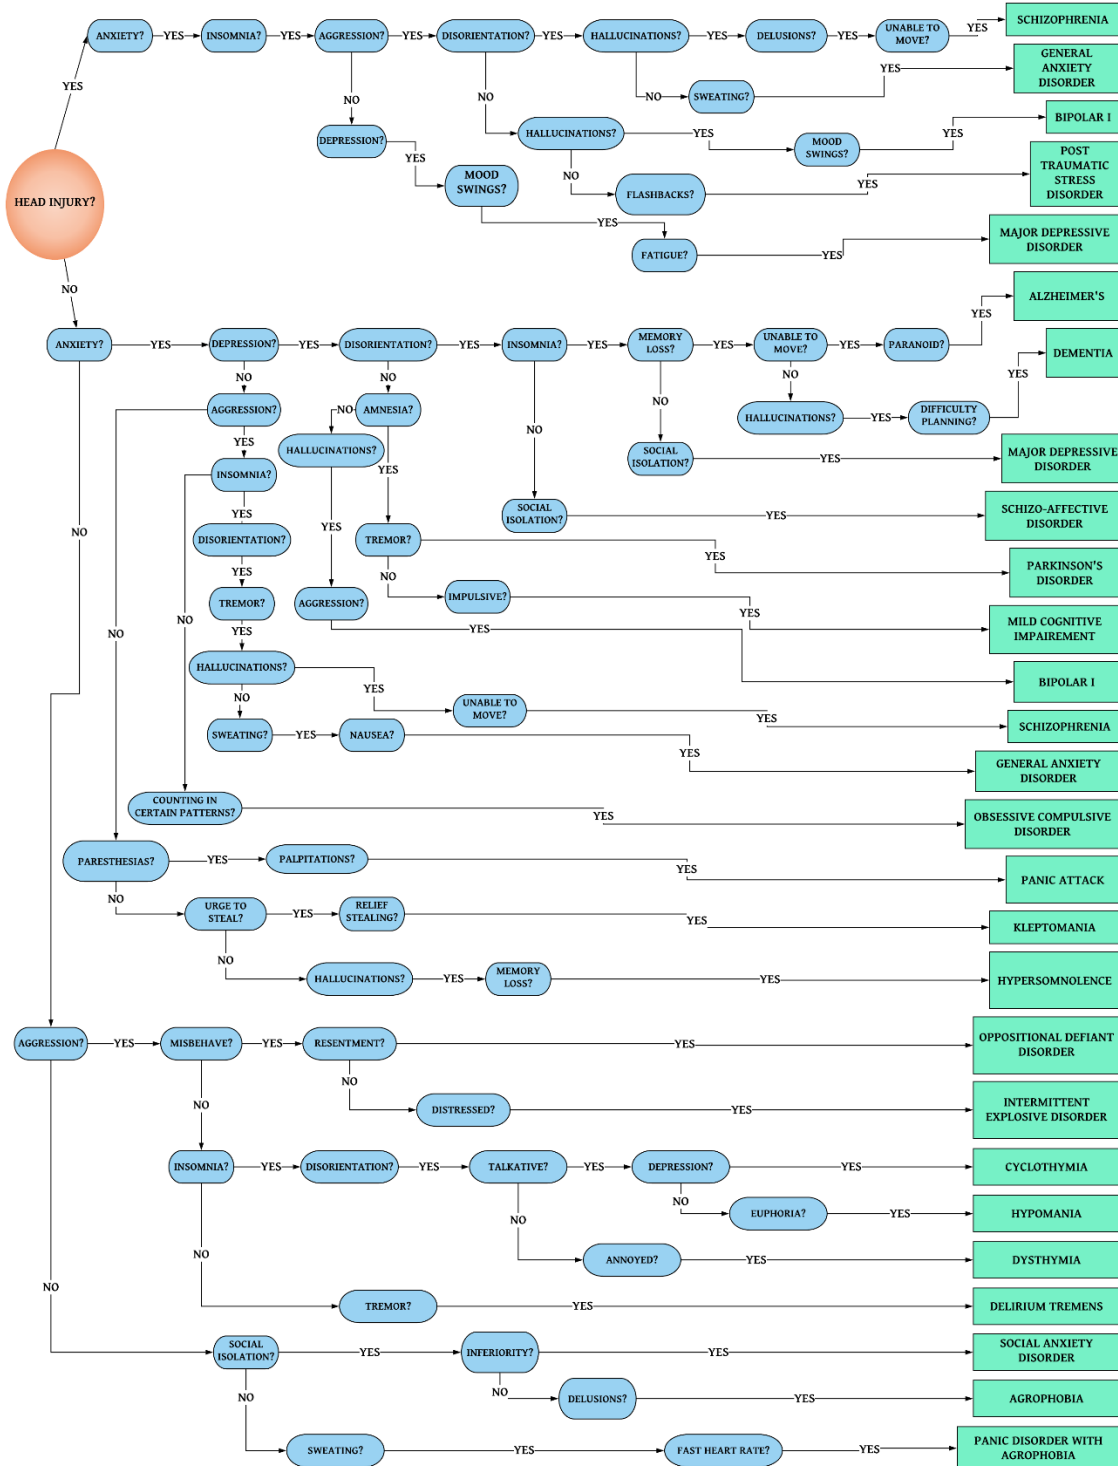 ANXIETY?
YES
INSOMNIA?
YES
AGGRESSION?
YES
DISORIENTATION?
YES
HALLUCINATIONS?
YES
DELUSIONS?
YES
UNABLE TO
MOVE?
YES
SCHIZOPHRENIA
YES
NO
NO
NO
SWEATING?
YES
GENERAL
ANXIETY
DISORDER
DEPRESSION?
YES
HALLUCINATIONS?
YES
MOOD
SWINGS?
YES
BIPOLAR I
HEAD INJURY?
MOOD
SWINGS?
NO
FLASHBACKS?
YES
POST
TRAUMATIC
STRESS
DISORDER
YES
FATIGUE?
YES
MAJOR DEPRESSIVE
DISORDER
NO
ANXIETY?
YES
DEPRESSION?
YES
DISORIENTATION?
YES
INSOMNIA?
YES
MEMORY
LOSS?
YES
UNABLE TO
MOVE?
YES
PARANOID?
YES
ALZHEIMER'S
NO
NO
NO
AGGRESSION?
NO
AMNESIA?
HALLUCINATIONS?
YES
DIFFICULTY
PLANNING?
YES
DEMENTIA
YES
HALLUCINATIONS?
NO
NO
SOCIAL
ISOLATION?
YES
MAJOR DEPRESSIVE
DISORDER
INSOMNIA?
YES
YES
YES
SOCIAL
ISOLATION?
YES
SCHIZO-AFFECTIVE
DISORDER
DISORIENTATION?
YES
TREMOR?
YES
PARKINSON'S
DISORDER
NO
TREMOR?
AGGRESSION?
IMPULSIVE?
YES
MILD COGNITIVE
IMPAIREMENT
NO
NO
NO
YES
YES
BIPOLAR I
HALLUCINATIONS?
YES
UNABLE TO
MOVE?
YES
SCHIZOPHRENIA
NO
SWEATING?
YES
NAUSEA?
YES
GENERAL ANXIETY
DISORDER
COUNTING IN
CERTAIN PATTERNS?
YES
OBSESSIVE COMPULSIVE
DISORDER
PARESTHESIAS?
YES
PALPITATIONS?
YES
PANIC ATTACK
NO
URGE TO
STEAL?
YES
RELIEF
STEALING?
YES
KLEPTOMANIA
NO
HALLUCINATIONS?
YES
MEMORY
LOSS?
YES
HYPERSOMNOLENCE
AGGRESSION?
YES
MISBEHAVE?
YES
RESENTMENT?
YES
OPPOSITIONAL DEFIANT
DISORDER
NO
NO
DISTRESSED?
YES
INTERMITTENT
EXPLOSIVE DISORDER
INSOMNIA?
YES
DISORIENTATION?
YES
TALKATIVE?
YES
DEPRESSION?
YES
CYCLOTHYMIA
NO
NO
EUPHORIA?
YES
HYPOMANIA
NO
ANNOYED?
YES
DYSTHYMIA
NO
TREMOR?
YES
DELIRIUM TREMENS
SOCIAL
ISOLATION?
YES
INFERIORITY?
YES
SOCIAL ANXIETY
DISORDER
NO
NO
DELUSIONS?
YES
AGROPHOBIA
SWEATING?
YES
FAST HEART RATE?
YES
PANIC DISORDER WITH
AGROPHOBIA